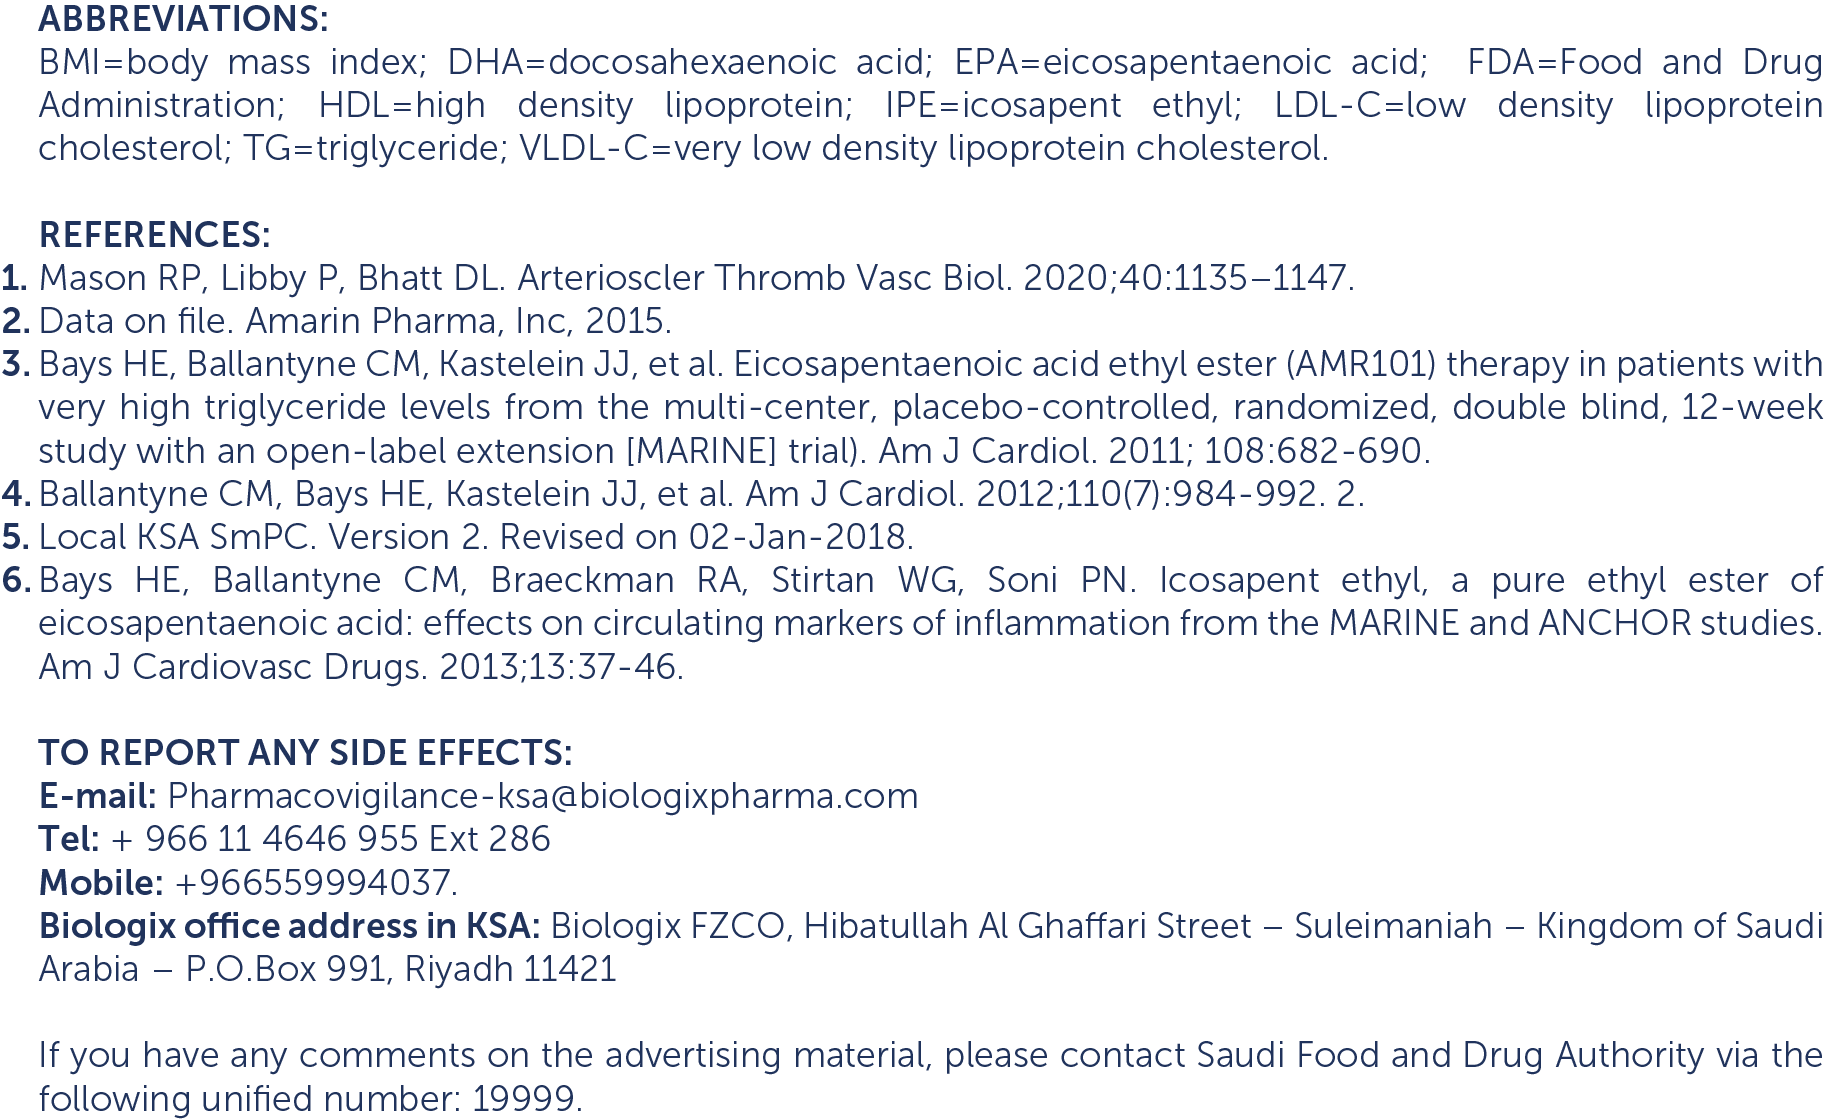 ABBREVIATIONS:
BMI=body mass index; DHA=docosahexaenoic acid; EPA=eicosapentaenoic acid; FDA=Food and Drug
Administration; HDL=high density lipoprotein; IPE=icosapent ethyl; LDL-C=low density lipoprotein
cholesterol; TG=triglyceride; VLDL-C=very low density lipoprotein cholesterol.
REFERENCES:
1. Mason RP, Libby P, Bhatt DL. Arterioscler Thromb Vasc Biol. 2020;40:1135–1147.
2. Data on file. Amarin Pharma, Inc, 2015.
3. Bays HE, Ballantyne CM, Kastelein JJ, et al. Eicosapentaenoic acid ethyl ester (AMR101) therapy in patients with
very high triglyceride levels from the multi-center, placebo-controlled, randomized, double blind, 12-week
study with an open-label extension [MARINE] trial). Am J Cardiol. 2011; 108:682-690.
4. Ballantyne CM, Bays HE, Kastelein JJ, et al. Am J Cardiol. 2012;110(7):984-992. 2.
5. Local KSA SmPC. Version 2. Revised on 02-Jan-2018.
6. Bays HE, Ballantyne CM, Braeckman RA, Stirtan WG, Soni PN. Icosapent ethyl, a pure ethyl ester of
eicosapentaenoic acid: effects on circulating markers of inflammation from the MARINE and ANCHOR studies.
Am J Cardiovasc Drugs. 2013;13:37-46.
TO REPORT ANY SIDE EFFECTS:
E-mail: Pharmacovigilance-ksa@biologixpharma.com
Tel: + 966 11 4646 955 Ext 286
Mobile: +966559994037.
Biologix office address in KSA: Biologix FZCO, Hibatullah Al Ghaffari Street – Suleimaniah – Kingdom of Saudi
Arabia – P.O.Box 991, Riyadh 11421
If you have any comments on the advertising material, please contact Saudi Food and Drug Authority via the
following unified number: 19999.